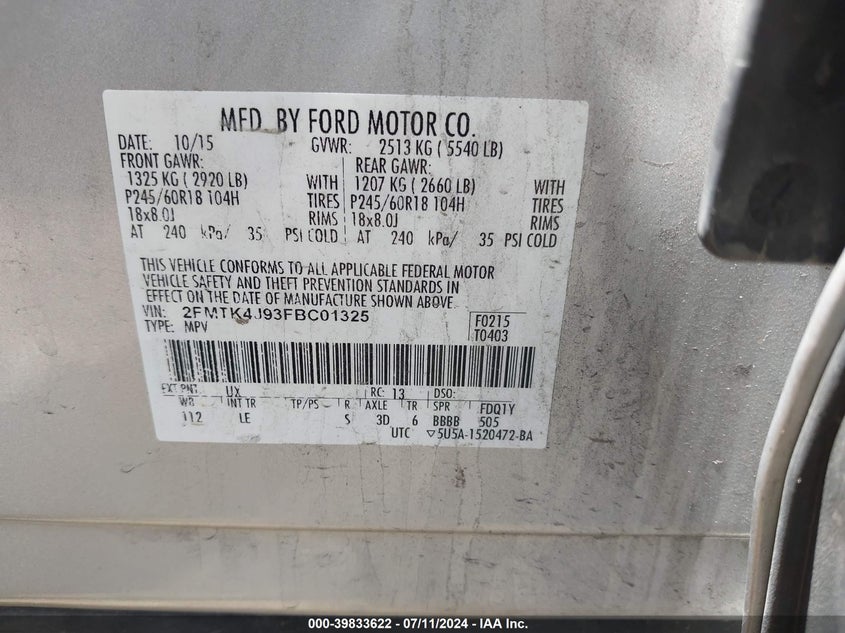 MFD. BY FORD MOTOR CO.
DATE: 10/15 GVWR: 2513 KG ( 5540 LB)
FRONT GAWR: REAR GAWR:
1325 KG ( 2920 LB) WITH 1207 KG ( 2660 LB) WITH
P245/60R18 104H TIRES P245/60R18 104H TIRES
18x8.0J RIMS 18x8.0J RIMS
AT 240 kPa/ 35 PSI COLD AT 240 kPa/ 35 PSI COLD
THIS VEHICLE CONFORMS TO ALL APPLICABLE FEDERAL MOTOR
VEHICLE SAFETY AND THEFT PREVENTION STANDARDS IN
EFFECT ON THE DATE OF MANUFACTURE SHOWN ABOVE.
VIN: 2FMTK4J93FBC01325 F0215
TYPE: MPV T0403
EXT PNT: UX RC: 13 DSO:
WB INT TR TP/PS R AXLE TR SPR FDQ1Y
112 LE S 3D 6 BBBB 505
UTC ▽5U5A-1520472-BA
000-39833622 - 07/11/2024 - IAA Inc.